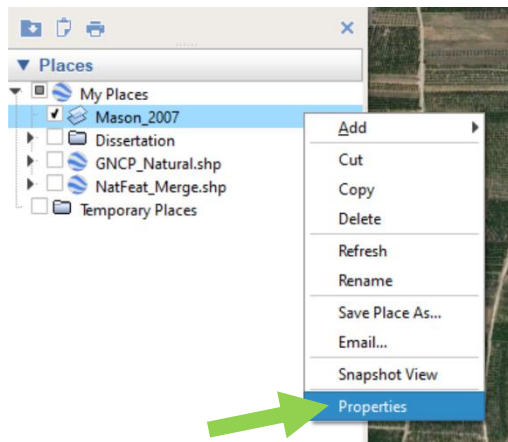 Places
My Places
Mason_2007
Dissertation
GNCP_Natural.shp
NatFeat_Merge.shp
Temporary Places
Add
Cut
Copy
Delete
Refresh
Rename
Save Place As...
Email...
Snapshot View
Properties